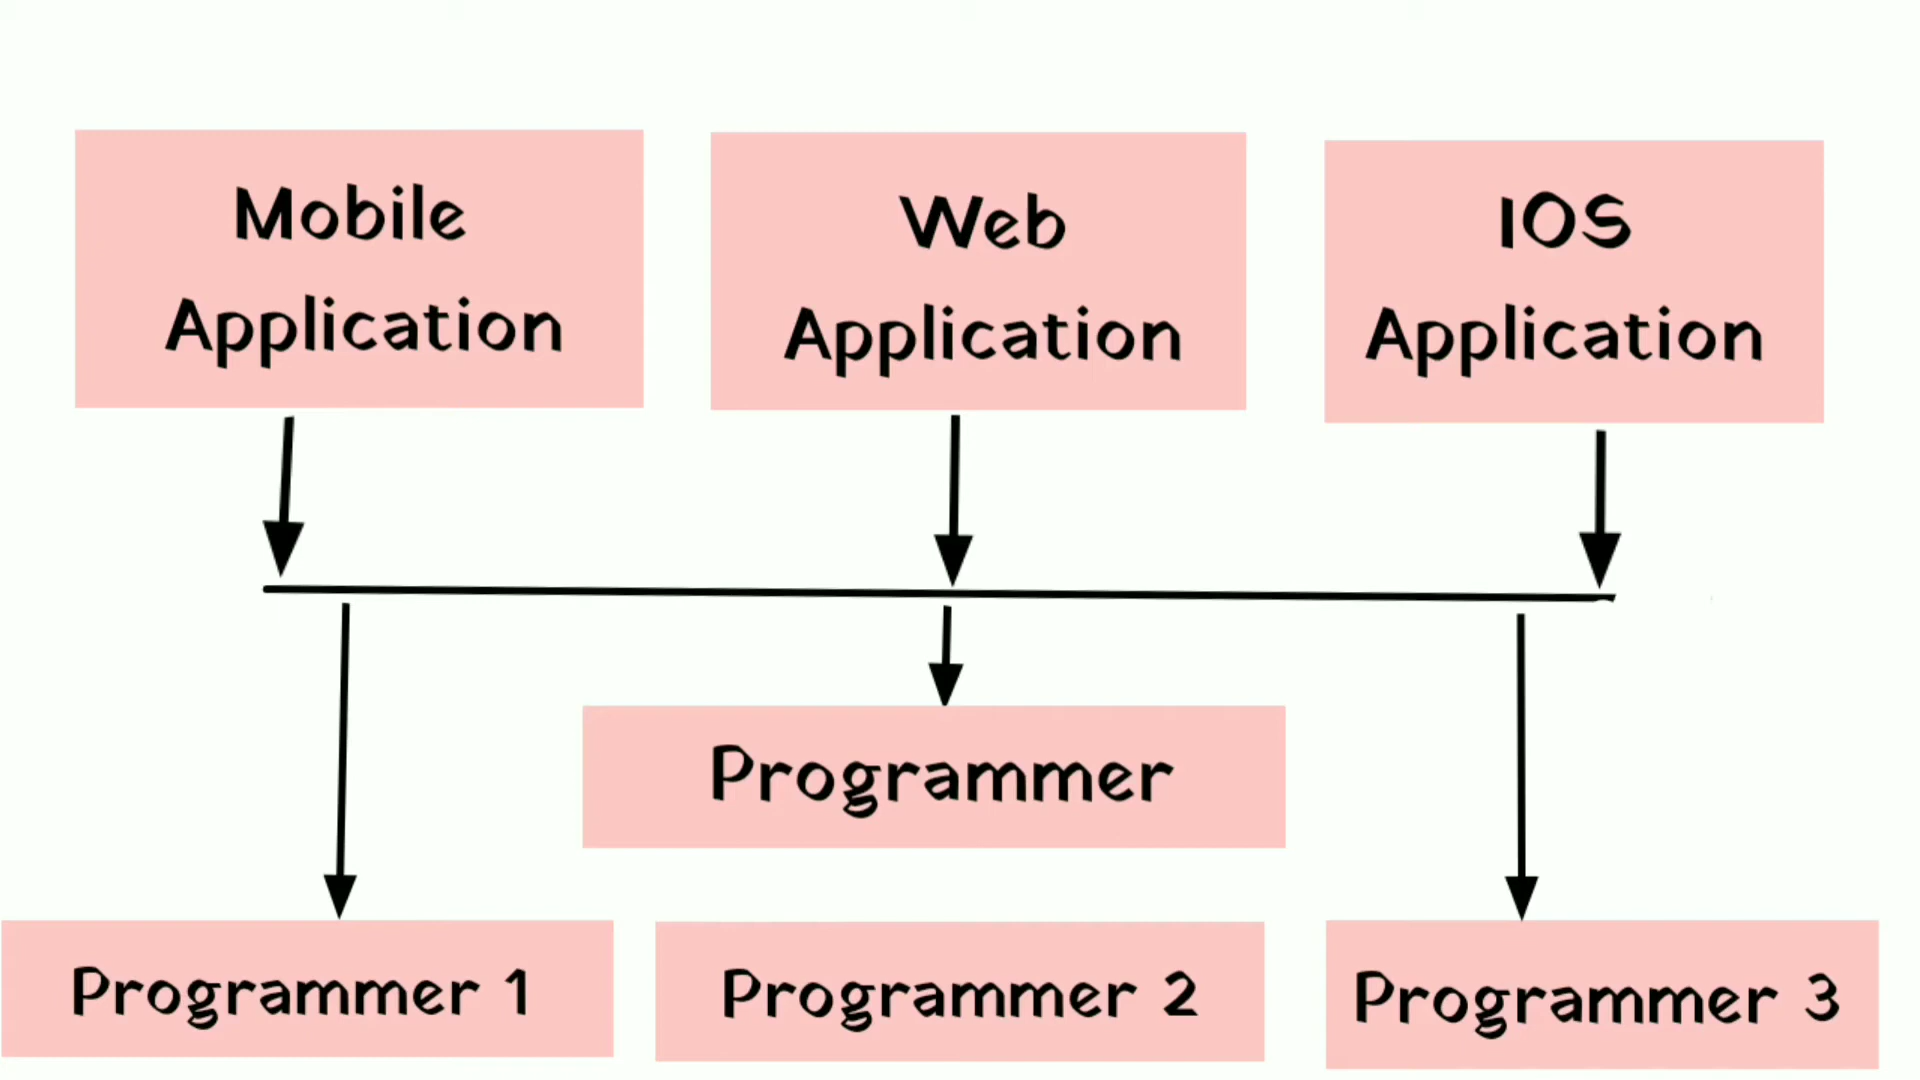 Mobile
Application
Web
Application
IOS
Application
Programmer
Programmer 1
Programmer 2
Programmer 3